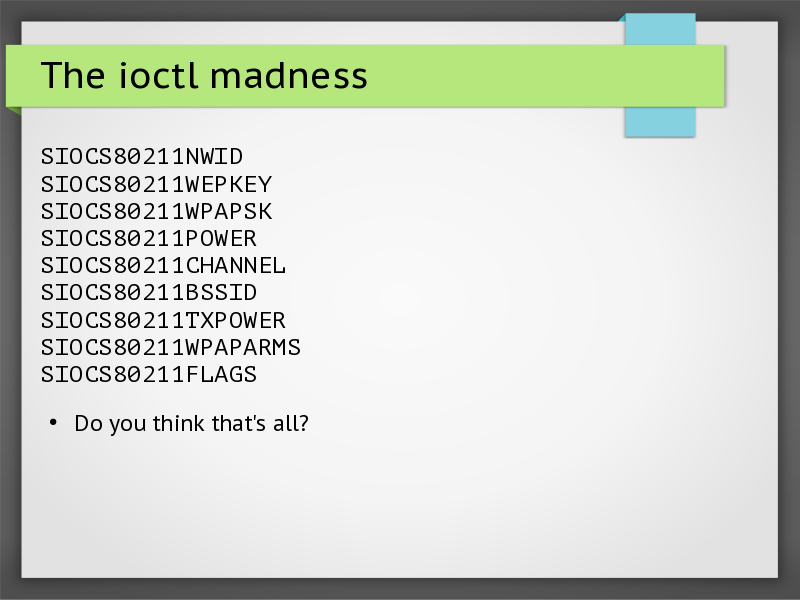 The ioctl madness
SIOCS80211NWID
SIOCS80211WEPKEY
SIOCS80211WPAPSK
SIOCS80211POWER
SIOCS80211CHANNEL
SIOCS80211BSSID
SIOCS80211TXPOWER
SIOCS80211WPAPARMS
SIOCS80211FLAGS
• Do you think that's all?